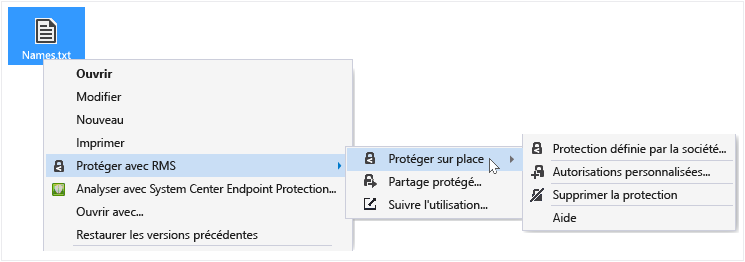 Names.txt
Ouvrir
Modifier
Nouveau
Imprimer
Protéger avec RMS
Analyser avec System Center Endpoint Protection...
Ouvrir avec...
Restaurer les versions précédentes
Protéger sur place
Partage protégé...
Suivre l'utilisation...
Protection définie par la société...
Autorisations personnalisées...
Supprimer la protection
Aide